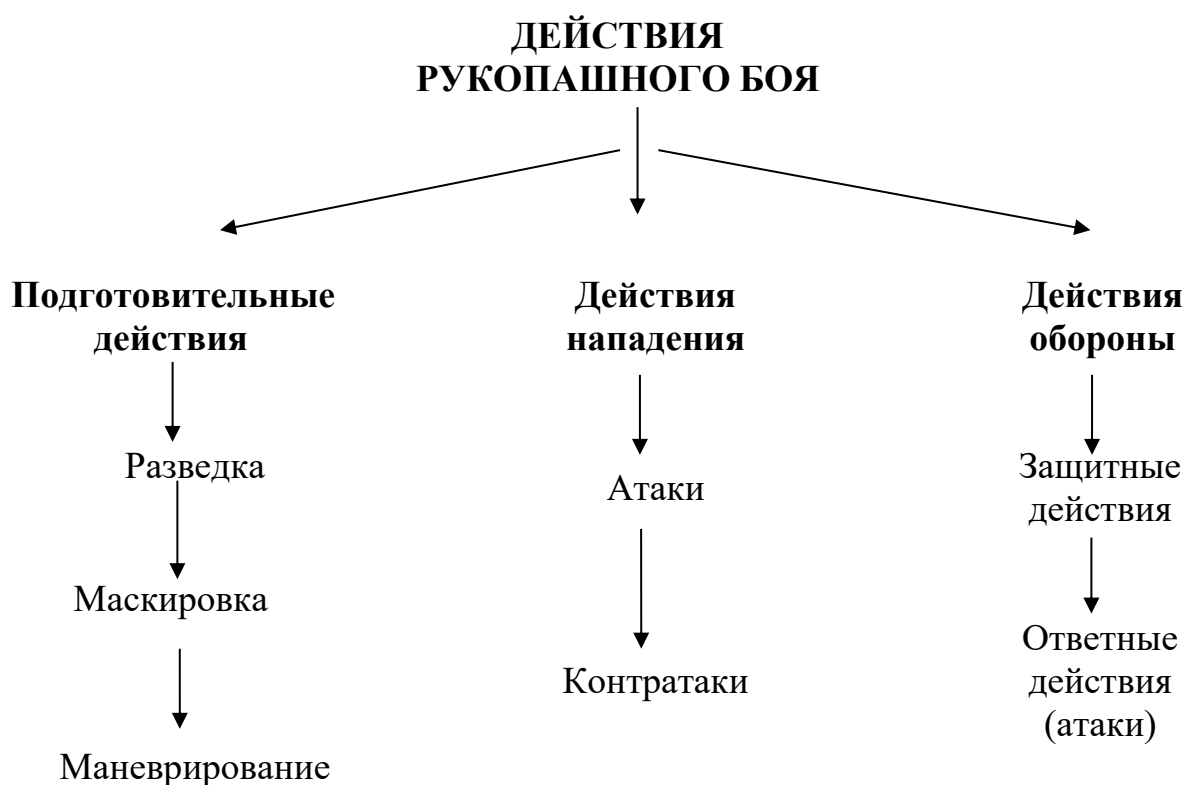 ДЕЙСТВИЯ
РУКОПАШНОГО БОЯ
Подготовительные
действия
Разведка
Маскировка
Маневрирование
Действия
нападения
Атаки
Контратаки
Действия
обороны
Защитные
действия
Ответные
действия
(атаки)